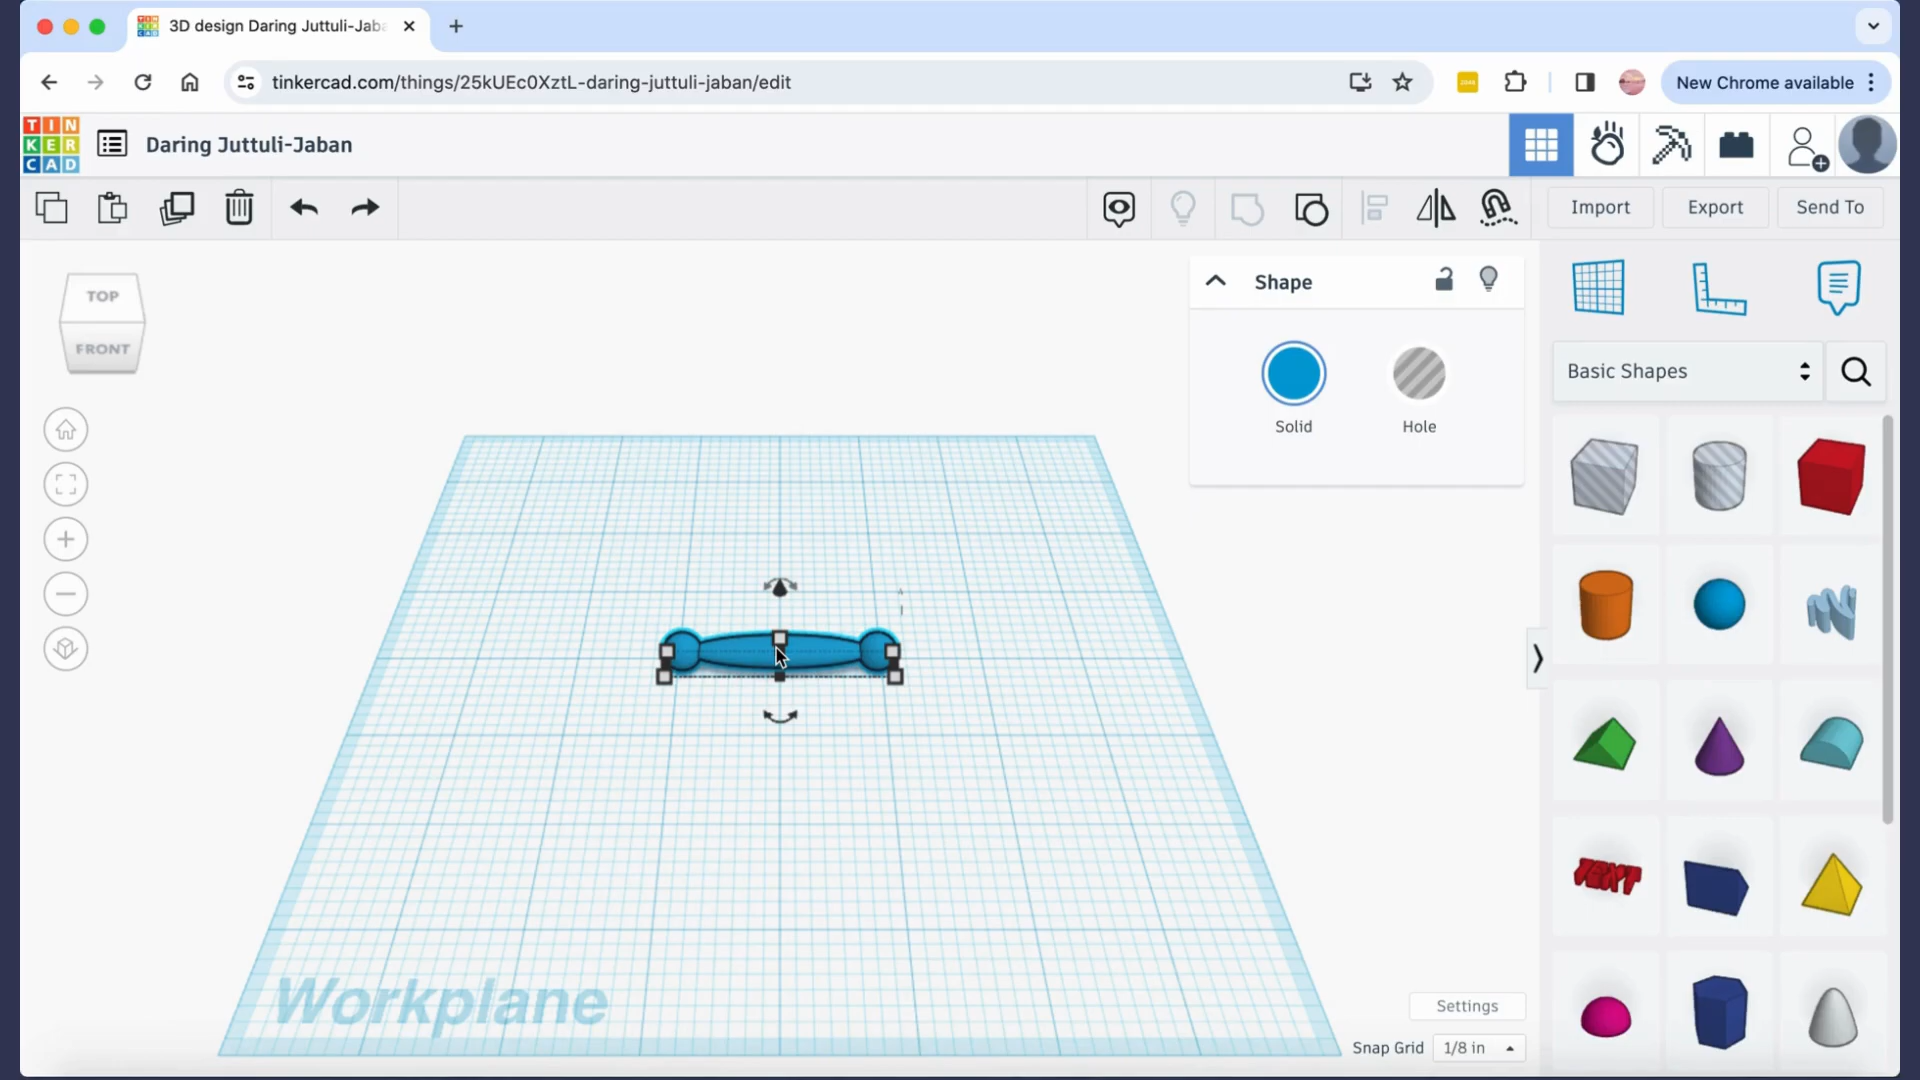 3D design Daring Juttuli-Jab
tinkercad.com/things/25kUEc0XztL-daring-juttuli-jaban/edit
New Chrome available
TIN
KER
CAD
Daring Juttuli-Jaban
Import
Export
Send To
TOP
FRONT
Shape
Solid
Hole
Basic Shapes
TEXT
Workplane
Settings
Snap Grid
1/8 in